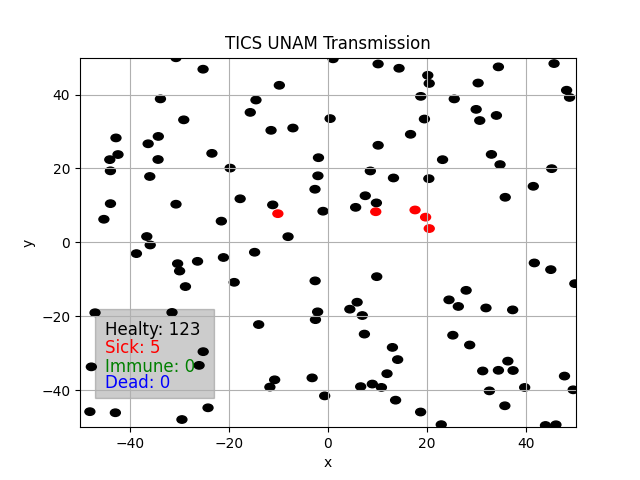 TICS UNAM Transmission
y
40
20
0
−20
−40
Healty: 123
Sick: 5
Immune: 0
Dead: 0
−40
−20
0
20
40
x